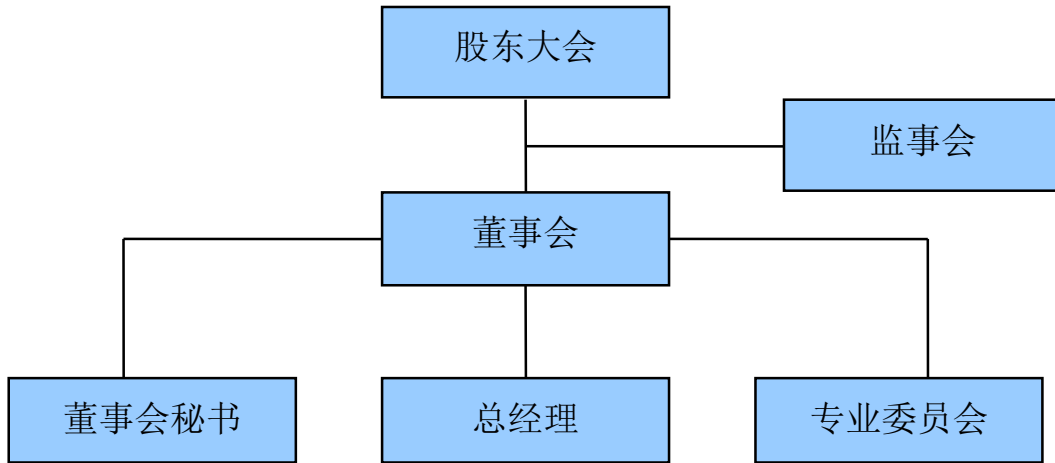 股东大会
监事会
董事会
董事会秘书
总经理
专业委员会